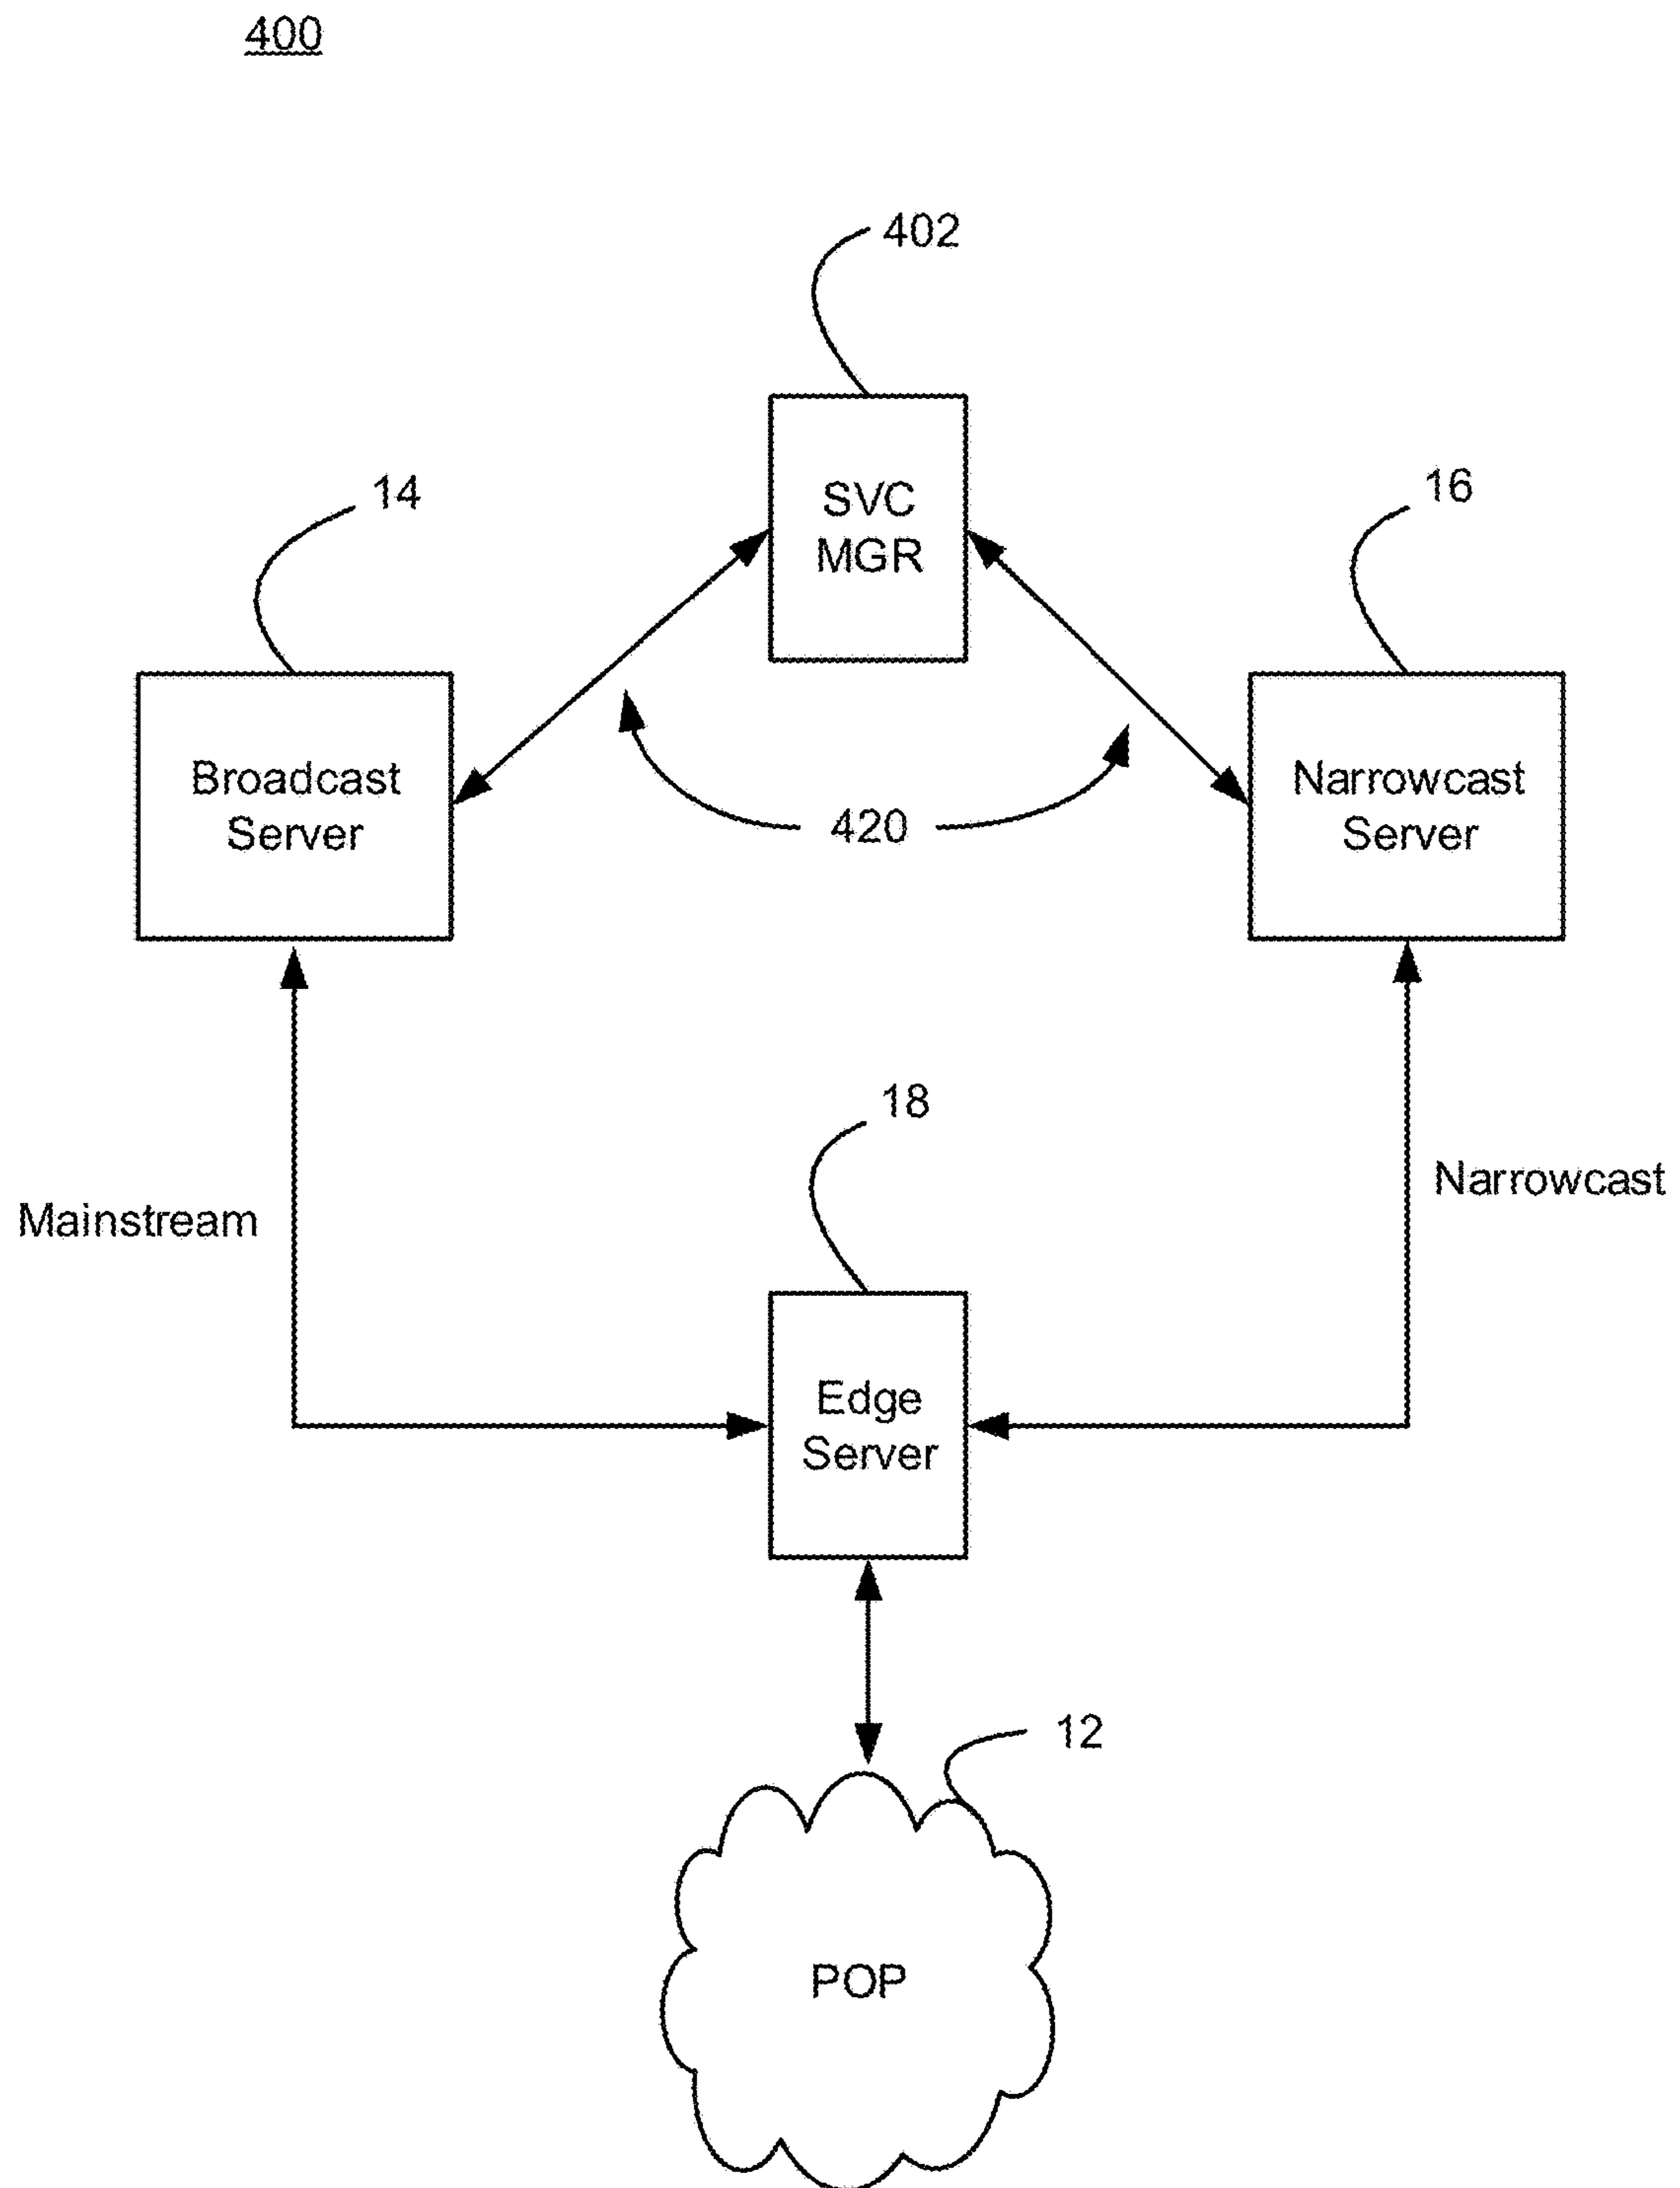 400
402
14
16
SVC
MGR
Broadcast
Server
Narrowcast
Server
420
18
Mainstream
Narrowcast
Edge
Server
12
POP